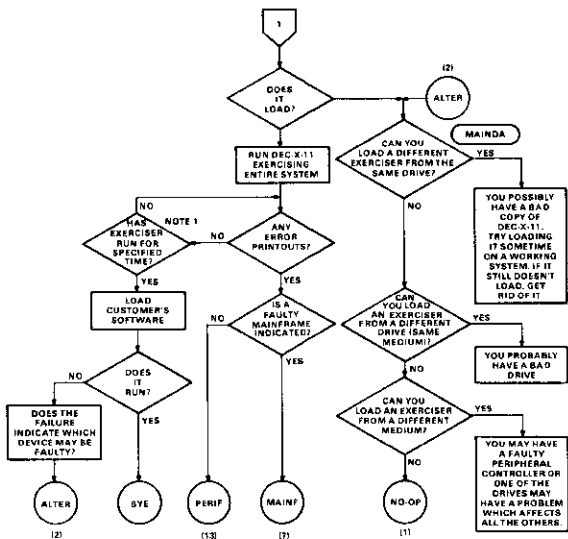 1
DOES
IT
LOAD?
(2)
ALTER
MAINDA
RUN DEC-X-11
EXERCISING
ENTIRE SYSTEM
CAN YOU
LOAD A DIFFERENT
EXERCISER FROM THE
SAME DRIVE?
YES
NO
YOU POSSIBLY
HAVE A BAD
COPY OF
DEC-X-11.
TRY LOADING
IT SOMETIME
ON A WORKING
SYSTEM. IF IT
STILL DOESN'T
LOAD, GET
RID OF IT
NO
NOTE 1
HAS
EXERCISER
RUN FOR
SPECIFIED
TIME?
NO
ANY
ERROR
PRINTOUTS?
YES
YES
LOAD
CUSTOMER'S
SOFTWARE
IS A
FAULTY
MAINFRAME
INDICATED?
NO
YES
CAN
YOU LOAD
AN EXERCISER
FROM A DIFFERENT
DRIVE (SAME
MEDIUM)?
YES
NO
YOU PROBABLY
HAVE A BAD
DRIVE
DOES
IT
RUN?
NO
YES
DOES THE
FAILURE
INDICATE WHICH
DEVICE MAY BE
FAULTY?
CAN YOU
LOAD AN EXERCISER
FROM A DIFFERENT
MEDIUM?
YES
NO
YOU MAY HAVE
A FAULTY
PERIPHERAL
CONTROLLER OR
ONE OF THE
DRIVES MAY
HAVE A PROBLEM
WHICH AFFECTS
ALL THE OTHERS.
ALTER
BYE
PERIF
MAINF
NO-OP
(2)
(13)
(7)
(1)